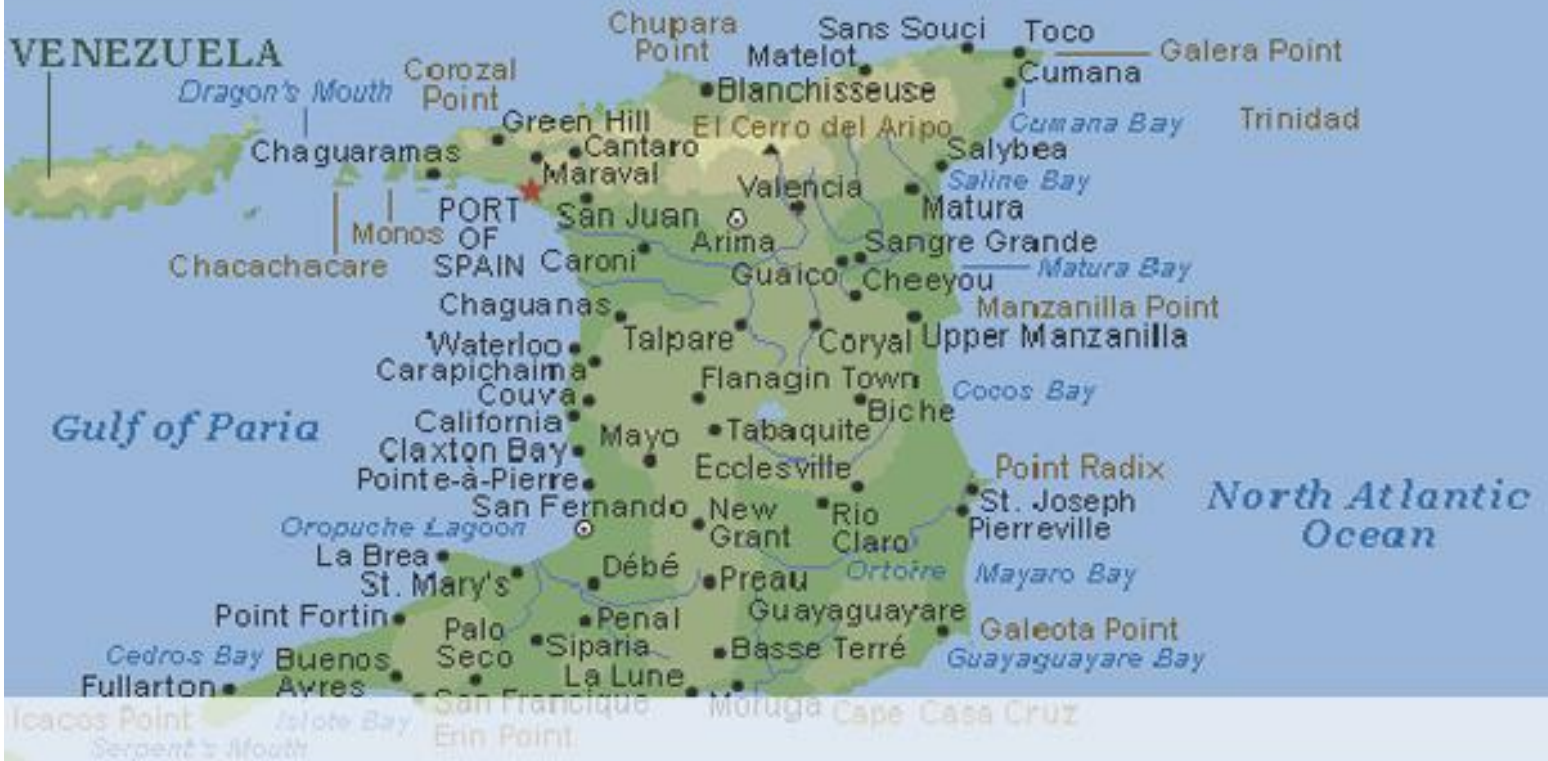 Chupara
Point
Sans Souci
Toco
VENEZUELA
Matelot
Galera Point
Corozal
Point
Cumana
Dragon's Mouth
Blanchisseuse
Green Hill
El Cerro del Aripo
Cumana Bay
Trinidad
Chaguaramas
Cantaro
Salybea
Maraval
Valencia
Saline Bay
PORT
OF
SPAIN
San Juan
Matura
Monos
Arima
Sangre Grande
Chacachacare
Caroni
Guaico
Cheeyou
Matura Bay
Chaguanas
Manzanilla Point
Talpare
Coryal
Upper Manzanilla
Waterloo
Carapichaima
Flanagin Town
Couva
Cocos Bay
Biche
California
Gulf of Paria
Mayo
Tabaquite
Claxton Bay
Ecclesville
Point Radix
Pointe-à-Pierre
San Fernando
New
Grant
Rio
Claro
St. Joseph
North Atlantic
Ocean
Oropuche Lagoon
Pierreville
La Brea
St. Mary's
Débé
Preau
Ortoire
Mayaro Bay
Point Fortin
Penal
Guayaguayare
Palo
Seco
Siparia
Galeota Point
Cedros Bay
Buenos
Ayres
Basse Terré
Guayaguayare Bay
Fullarton
La Lune
San Francique
Moruga
Cape Casa Cruz
Icacos Point
Islote Bay
Erin Point
Serpent's Mouth